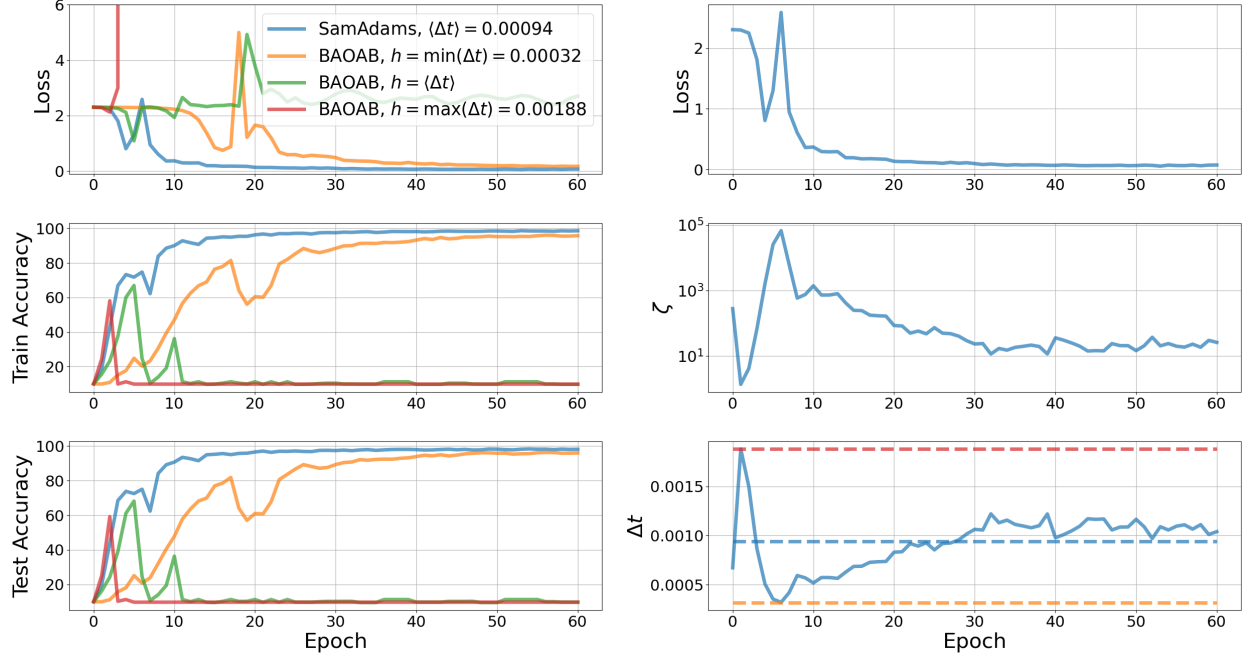 6
4
2
0
Loss
SamAdams, ⟨Δt⟩ = 0.00094
BAOAB, h = min(Δt) = 0.00032
BAOAB, h = ⟨Δt⟩
BAOAB, h = max(Δt) = 0.00188
0 10 20 30 40 50 60
2
1
0
Loss
0 10 20 30 40 50 60
100
80
60
40
20
Train Accuracy
0 10 20 30 40 50 60
10⁵
10³
10¹
ζ
0 10 20 30 40 50 60
100
80
60
40
20
Test Accuracy
0 10 20 30 40 50 60
Epoch
0.0015
0.0010
0.0005
Δt
0 10 20 30 40 50 60
Epoch